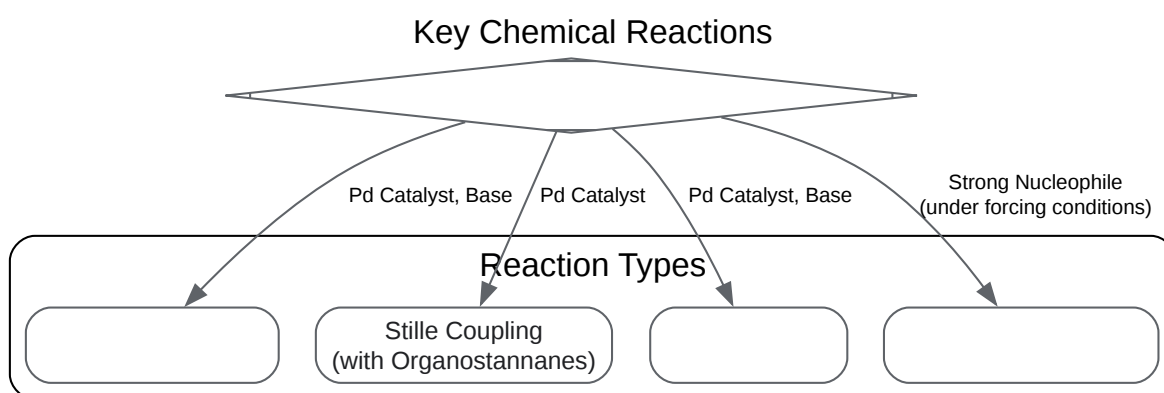 Key Chemical Reactions
Pd Catalyst, Base
Pd Catalyst
Pd Catalyst, Base
Strong Nucleophile
(under forcing conditions)
Reaction Types
Stille Coupling
(with Organostannanes)